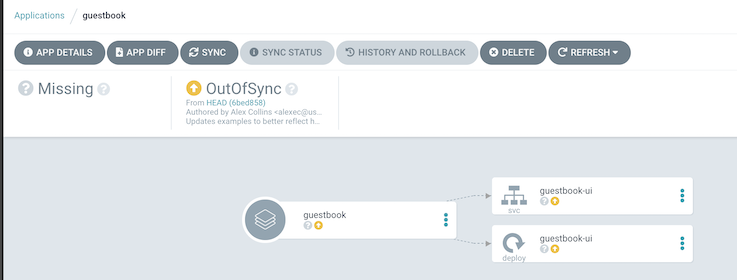 Applications / guestbook
APP DETAILS APP DIFF SYNC SYNC STATUS HISTORY AND ROLLBACK DELETE REFRESH
Missing
OutOfSync
From HEAD (6bed858)
Authored by Alex Collins <alexec@us...
Updates examples to better reflect h...
guestbook
guestbook-ui
svc
guestbook-ui
deploy